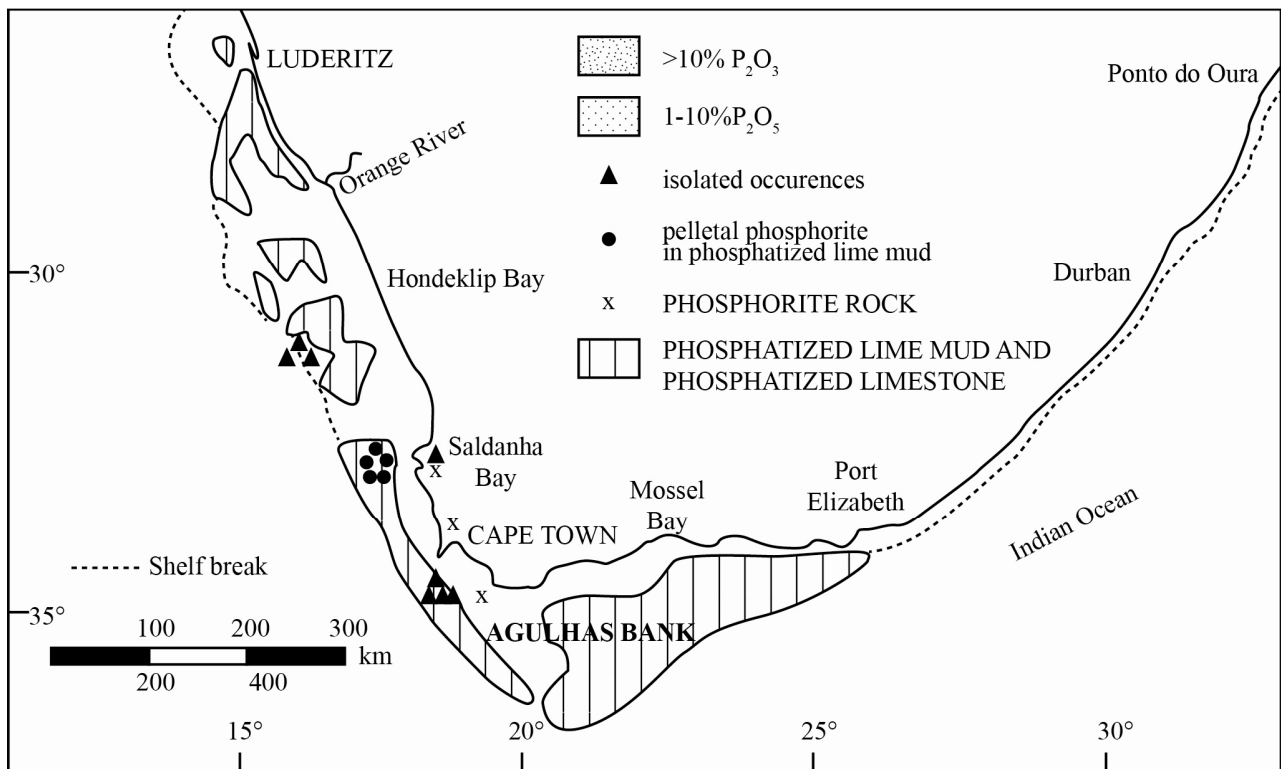 LUDERITZ
>10% P₂O₃
Ponto do Oura
1-10%P₂O₅
Orange River
isolated occurences
pelletal phosphorite
in phosphatized lime mud
30°
Hondeklip Bay
Durban
x PHOSPHORITE ROCK
PHOSPHATIZED LIME MUD AND
PHOSPHATIZED LIMESTONE
Saldanha
Bay
x
Mossel
Bay
Port
Elizabeth
x
CAPE TOWN
Indian Ocean
Shelf break
35°
x
100 200 300
km
200 400
AGULHAS BANK
15° 20° 25° 30°